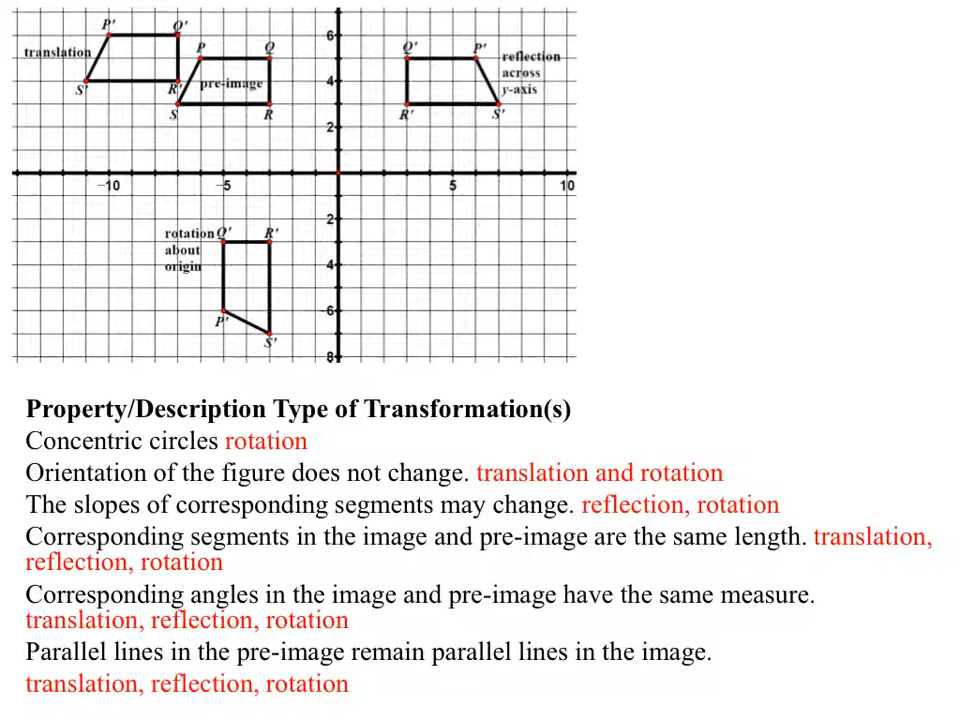 P' Q'
translation
S' R'
P Q
pre-image
S R
Q' P'
reflection
across
y-axis
R' S'
6
4
2
-10 -5 5 10
2
4
-6
8
rotation Q' R'
about
origin
P'
S'
Property/Description Type of Transformation(s)
Concentric circles rotation
Orientation of the figure does not change. translation and rotation
The slopes of corresponding segments may change. reflection, rotation
Corresponding segments in the image and pre-image are the same length. translation,
reflection, rotation
Corresponding angles in the image and pre-image have the same measure.
translation, reflection, rotation
Parallel lines in the pre-image remain parallel lines in the image.
translation, reflection, rotation